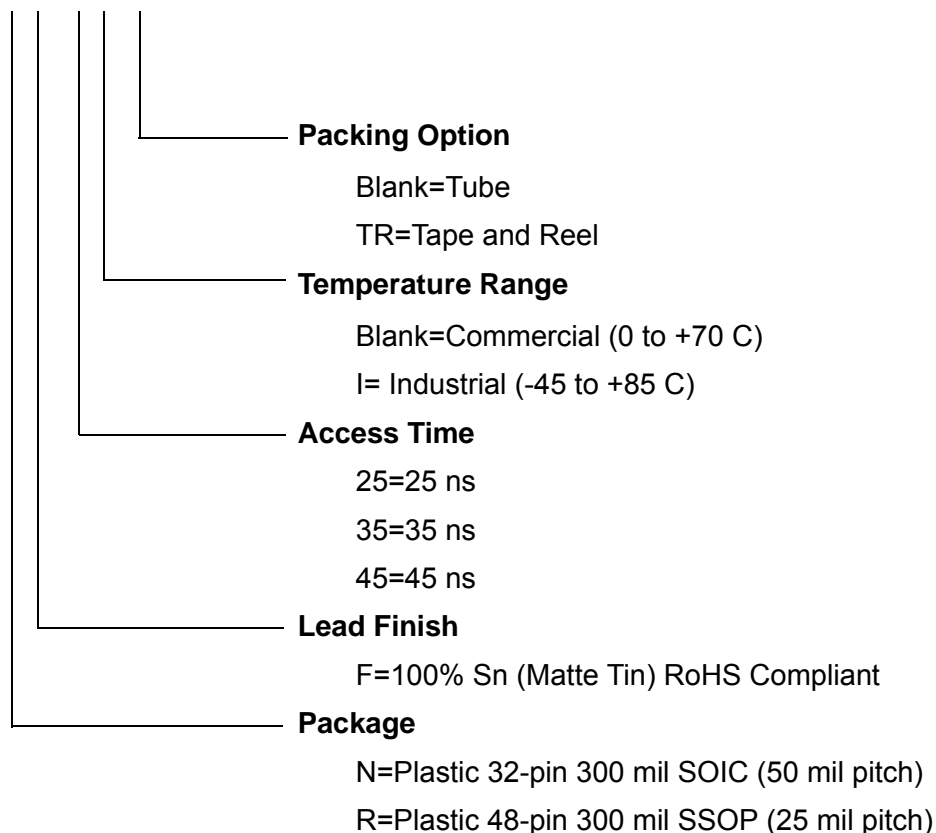 Packing Option
Blank=Tube
TR=Tape and Reel
Temperature Range
Blank=Commercial (0 to +70 C)
I= Industrial (-45 to +85 C)
Access Time
25=25 ns
35=35 ns
45=45 ns
Lead Finish
F=100% Sn (Matte Tin) RoHS Compliant
Package
N=Plastic 32-pin 300 mil SOIC (50 mil pitch)
R=Plastic 48-pin 300 mil SSOP (25 mil pitch)